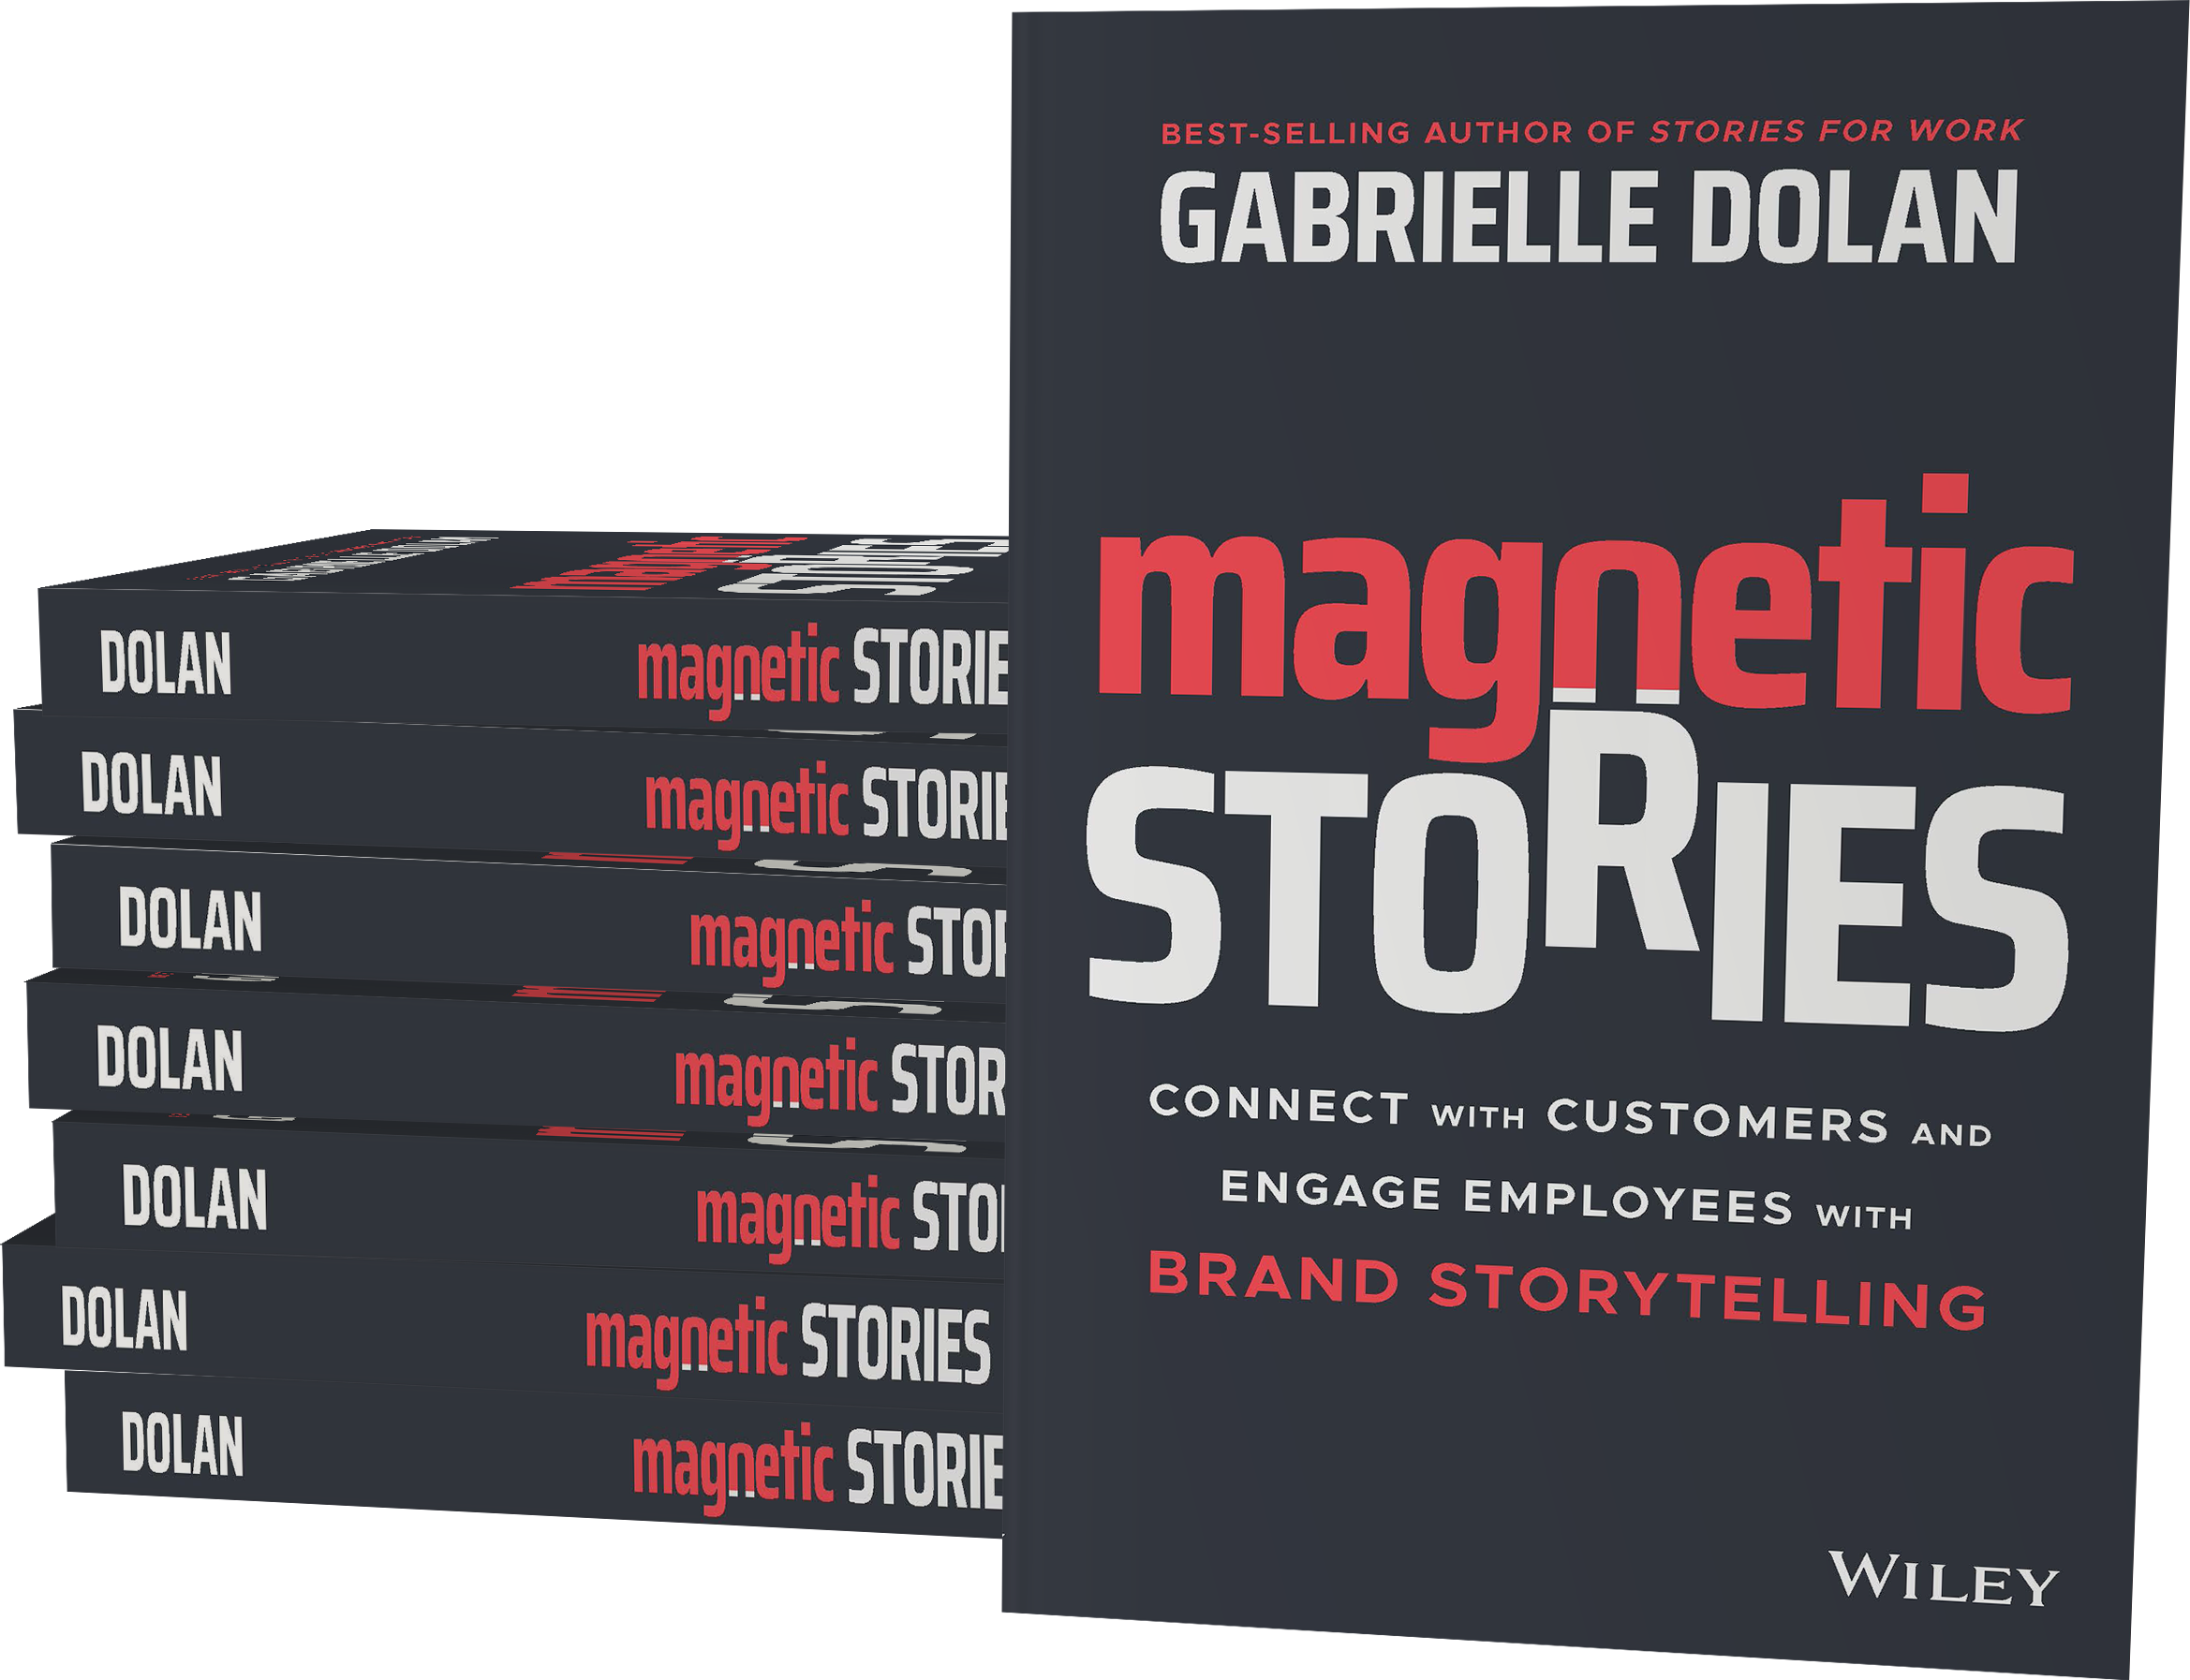 BEST-SELLING AUTHOR OF STORIES FOR WORK
GABRIELLE DOLAN
magnetic
STORIES
CONNECT WITH CUSTOMERS AND
ENGAGE EMPLOYEES WITH
BRAND STORYTELLING
WILEY
DOLAN magnetic STORIE
DOLAN magnetic STORIE
DOLAN magnetic STOR
DOLAN magnetic STOR
DOLAN magnetic STO
DOLAN magnetic STORIES
DOLAN magnetic STORIE